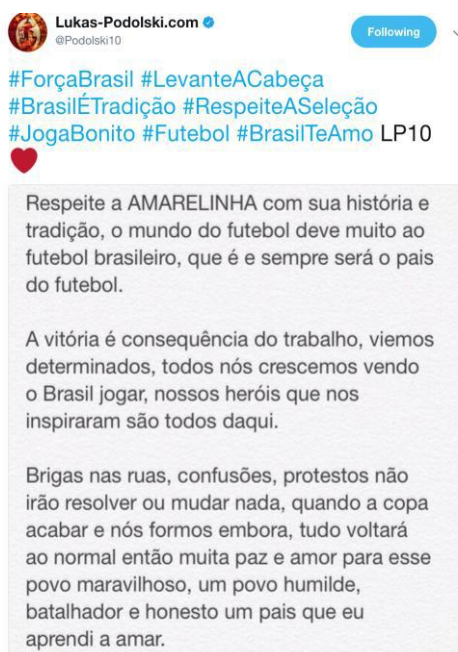 Lukas-Podolski.com
@Podolski10
Following
#ForçaBrasil #LevanteACabeça
#BrasilÉTradição #RespeiteASeleção
#JogaBonito #Futebol #BrasilTeAmo LP10
Respeite a AMARELINHA com sua história e
tradição, o mundo do futebol deve muito ao
futebol brasileiro, que é e sempre será o pais
do futebol.
A vitória é consequência do trabalho, viemos
determinados, todos nós crescemos vendo
o Brasil jogar, nossos heróis que nos
inspiraram são todos daqui.
Brigas nas ruas, confusões, protestos não
irão resolver ou mudar nada, quando a copa
acabar e nós formos embora, tudo voltará
ao normal então muita paz e amor para esse
povo maravilhoso, um povo humilde,
batalhador e honesto um pais que eu
aprendi a amar.